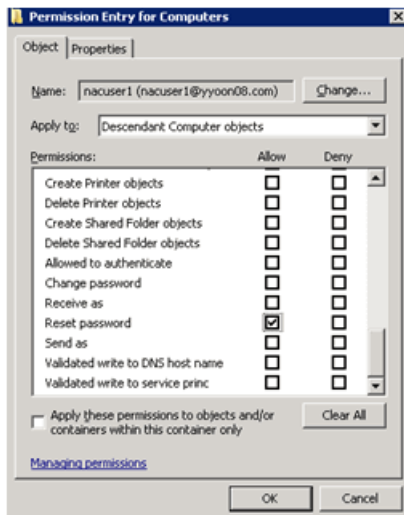 Permission Entry for Computers
Object Properties
Name: nacuser1 (nacuser1@yyoon08.com) Change...
Apply to: Descendant Computer objects
Permissions: Allow Deny
Create Printer objects
Delete Printer objects
Create Shared Folder objects
Delete Shared Folder objects
Allowed to authenticate
Change password
Receive as
Reset password
Send as
Validated write to DNS host name
Validated write to service princ
Apply these permissions to objects and/or
containers within this container only
Clear All
Managing permissions
OK Cancel